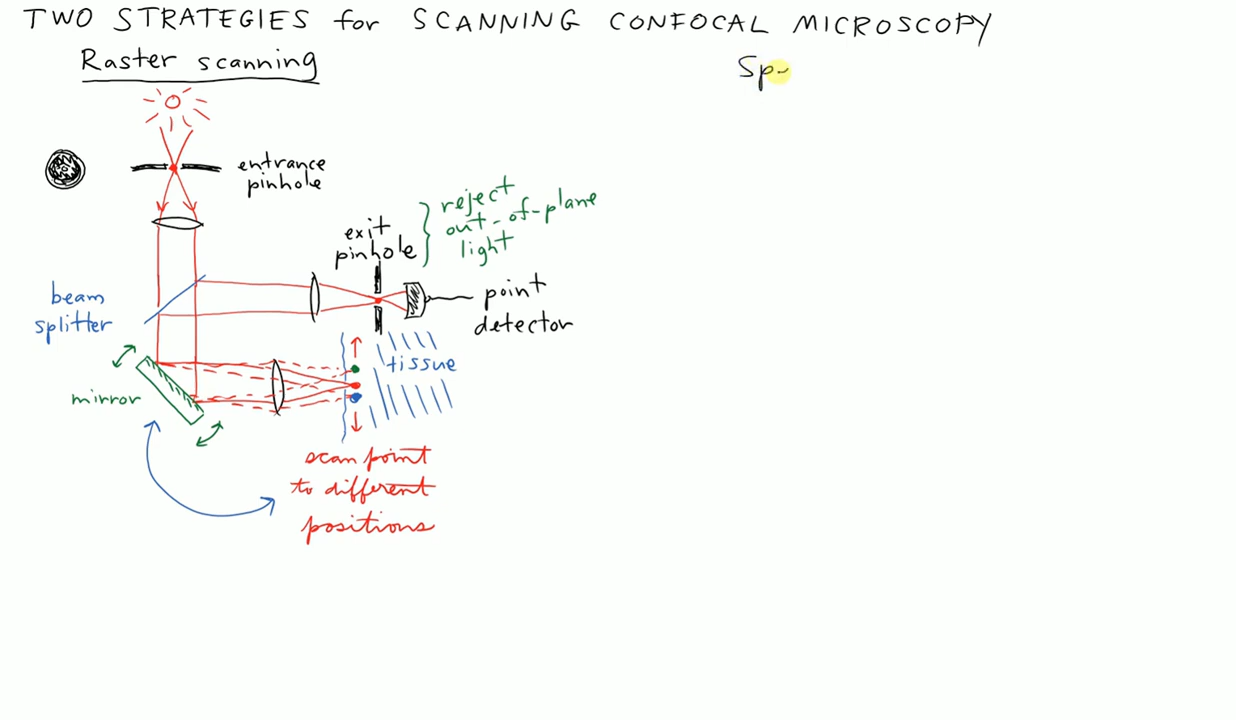 TWO STRATEGIES for SCANNING CONFOCAL MICROSCOPY
Raster scanning
Sp
entrance
pinhole
reject
out-of-plane
light
exit
pinhole
point
detector
beam
splitter
tissue
mirror
scan point
to different
positions